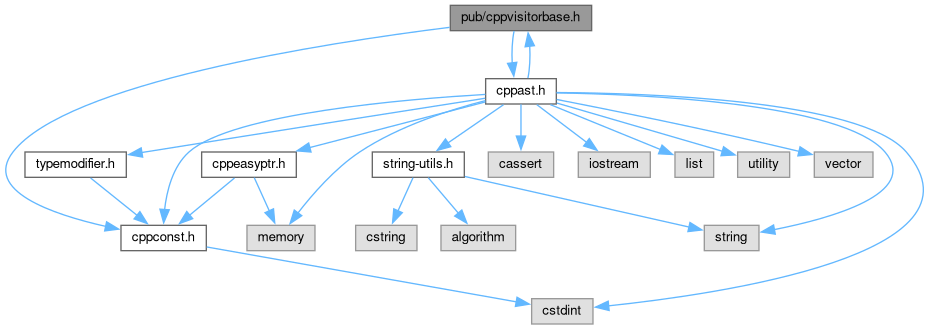 pub/cppvisitorbase.h
cppast.h
typemodifier.h
cppeasyptr.h
string-utils.h
cassert
iostream
list
utility
vector
cppconst.h
memory
cstring
algorithm
string
cstdint